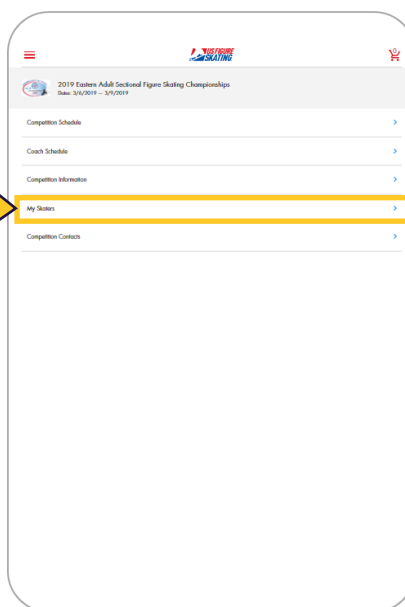 US FIGURE
SKATING
0
2019 Eastern Adult Sectional Figure Skating Championships
Dates: 3/6/2019 – 3/9/2019
Competition Schedule
Coach Schedule
Competition Information
My Skaters
Competition Contacts